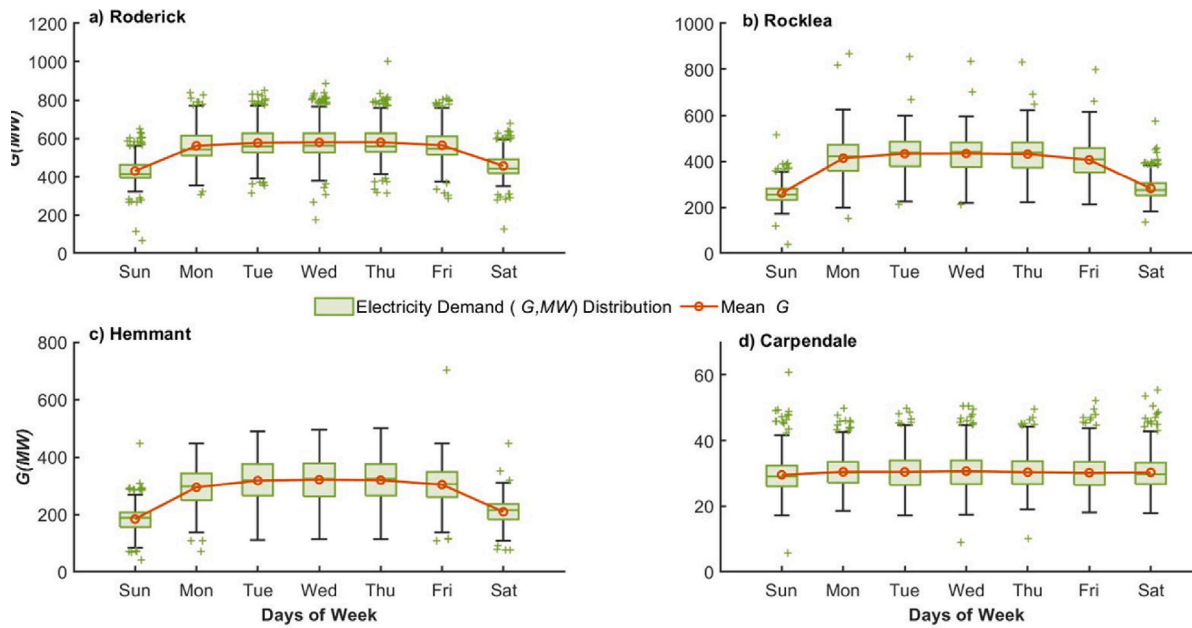 a) Roderick
G(MW)
1200
1000
800
600
400
200
0
Sun Mon Tue Wed Thu Fri Sat
b) Rocklea
1000
800
600
400
200
0
Sun Mon Tue Wed Thu Fri Sat
Electricity Demand ( G,MW) Distribution Mean G
c) Hemmant
G(MW)
800
600
400
200
0
Sun Mon Tue Wed Thu Fri Sat
Days of Week
d) Carpendale
60
40
20
0
Sun Mon Tue Wed Thu Fri Sat
Days of Week